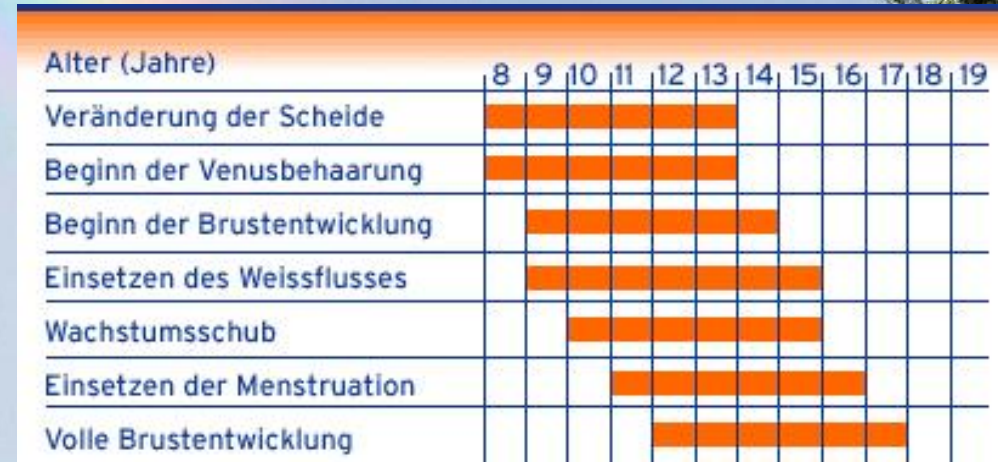 Alter (Jahre) 8 9 10 11 12 13 14 15 16 17 18 19
Veränderung der Scheide
Beginn der Venusbehaarung
Beginn der Brustentwicklung
Einsetzen des Weissflusses
Wachstumsschub
Einsetzen der Menstruation
Volle Brustentwicklung